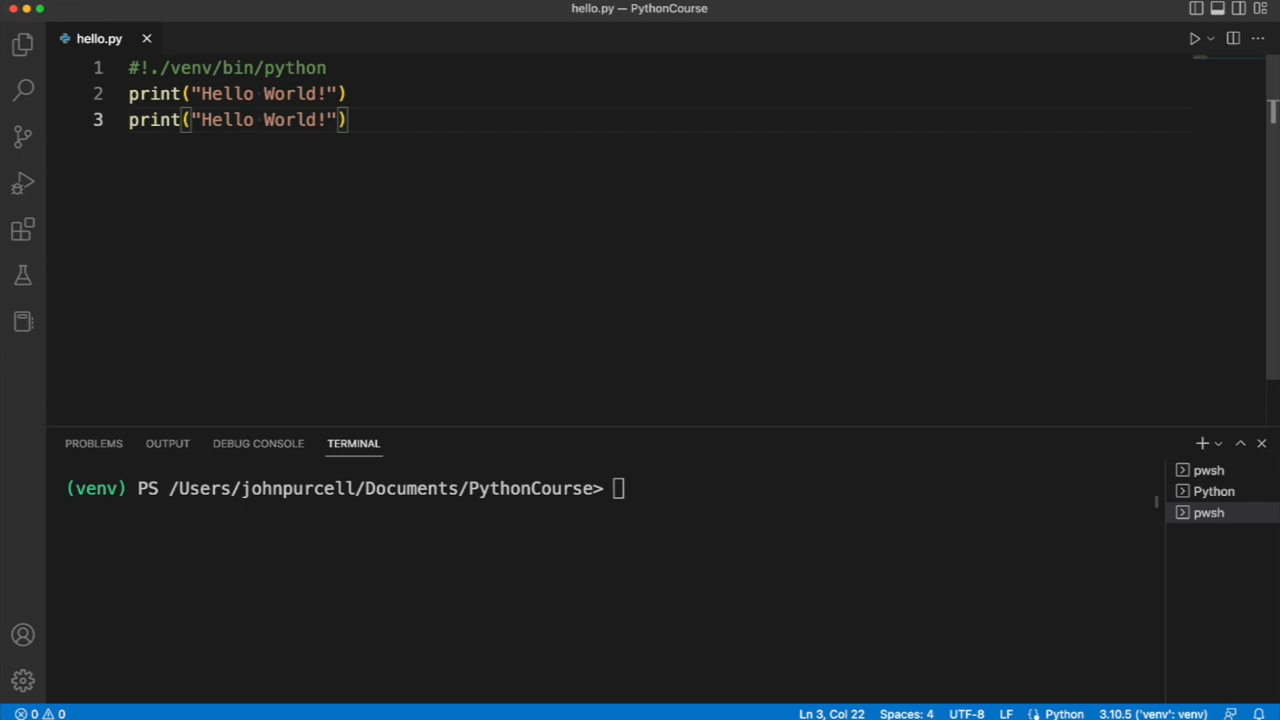 hello.py — PythonCourse
hello.py
1 #!./venv/bin/python
2 print("Hello World!")
3 print("Hello World!")
PROBLEMS OUTPUT DEBUG CONSOLE TERMINAL
(venv) PS /Users/johnpurcell/Documents/PythonCourse>
pwsh
Python
pwsh
0 0 Ln 3, Col 22 Spaces: 4 UTF-8 LF Python 3.10.5 ('venv': venv)